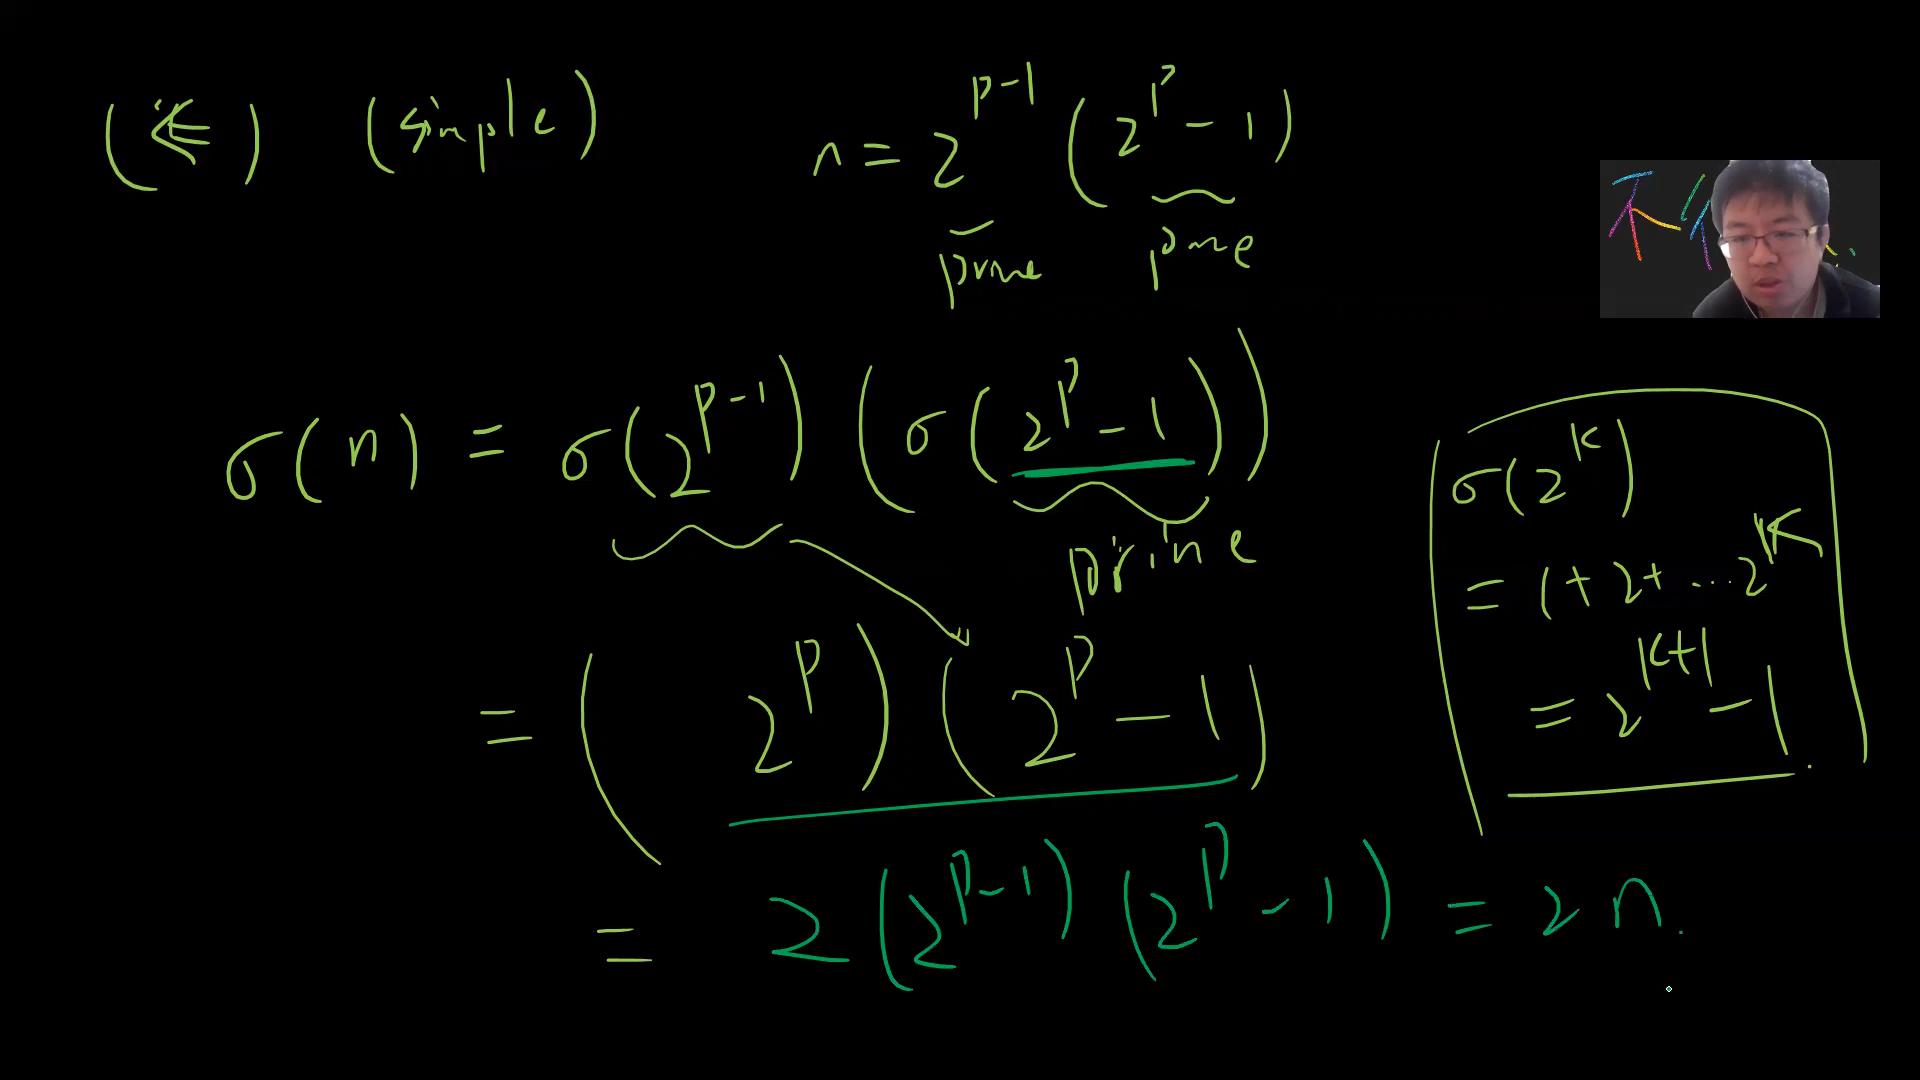 (⇐) (simple) n = 2^{p-1} (2^p - 1)
prime prime
σ(n) = σ(2^{p-1}) (σ(2^p - 1))
prime
= (2^p) (2^p - 1)
= 2(2^{p-1}) (2^p - 1) = 2n.
σ(2^k)
= 1 + 2 + ... 2^k
= 2^{k+1} - 1.